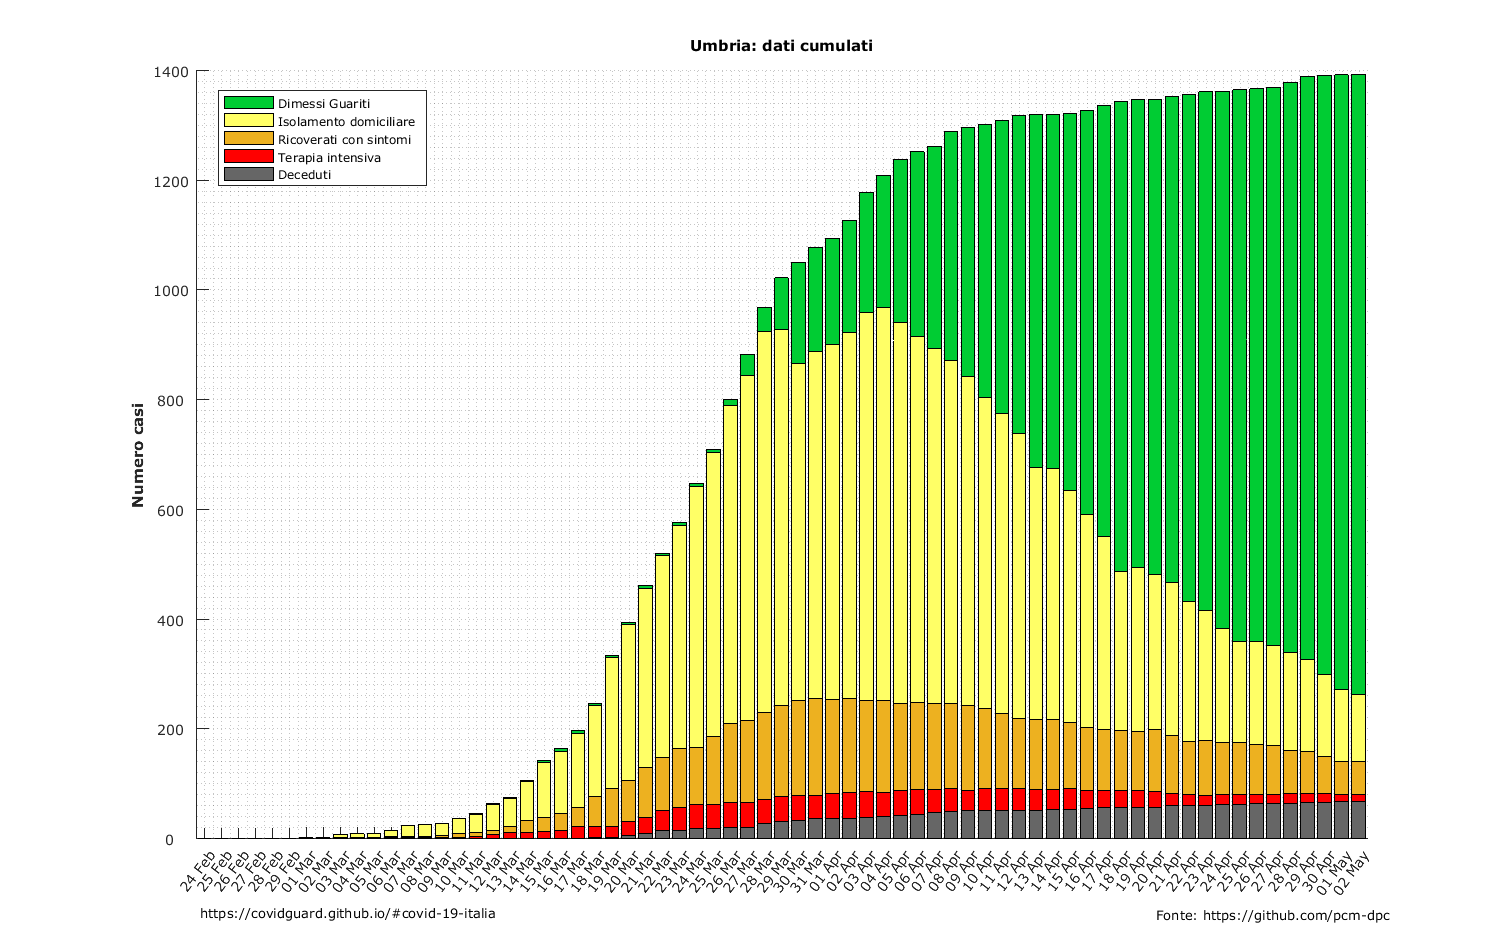 Umbria: dati cumulati
1400
1200
1000
800
600
400
200
0
Numero casi
Dimessi Guariti
Isolamento domiciliare
Ricoverati con sintomi
Terapia intensiva
Deceduti
24 Feb
25 Feb
26 Feb
27 Feb
28 Feb
29 Feb
01 Mar
02 Mar
03 Mar
04 Mar
05 Mar
06 Mar
07 Mar
08 Mar
09 Mar
10 Mar
11 Mar
12 Mar
13 Mar
14 Mar
15 Mar
16 Mar
17 Mar
18 Mar
19 Mar
20 Mar
21 Mar
22 Mar
23 Mar
24 Mar
25 Mar
26 Mar
27 Mar
28 Mar
29 Mar
30 Mar
31 Mar
01 Apr
02 Apr
03 Apr
04 Apr
05 Apr
06 Apr
07 Apr
08 Apr
09 Apr
10 Apr
11 Apr
12 Apr
13 Apr
14 Apr
15 Apr
16 Apr
17 Apr
18 Apr
19 Apr
20 Apr
21 Apr
22 Apr
23 Apr
24 Apr
25 Apr
26 Apr
27 Apr
28 Apr
29 Apr
30 Apr
01 May
02 May
https://covidguard.github.io/#covid-19-italia
Fonte: https://github.com/pcm-dpc